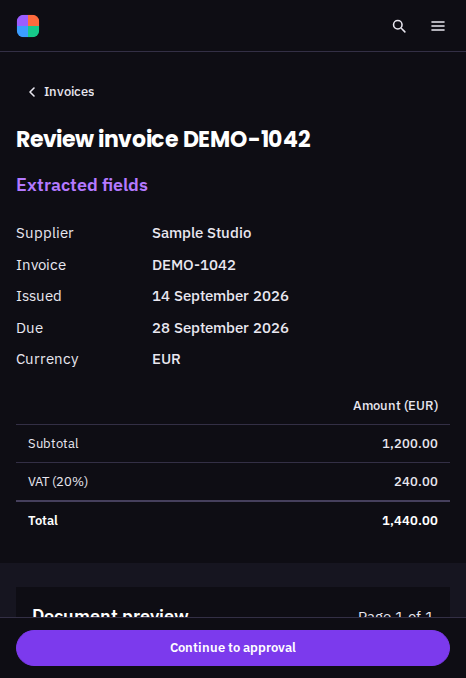 Invoices
Review invoice DEMO-1042
Extracted fields
Supplier Sample Studio
Invoice DEMO-1042
Issued 14 September 2026
Due 28 September 2026
Currency EUR
Amount (EUR)
Subtotal 1,200.00
VAT (20%) 240.00
Total 1,440.00
Document preview Page 1 of 1
Continue to approval